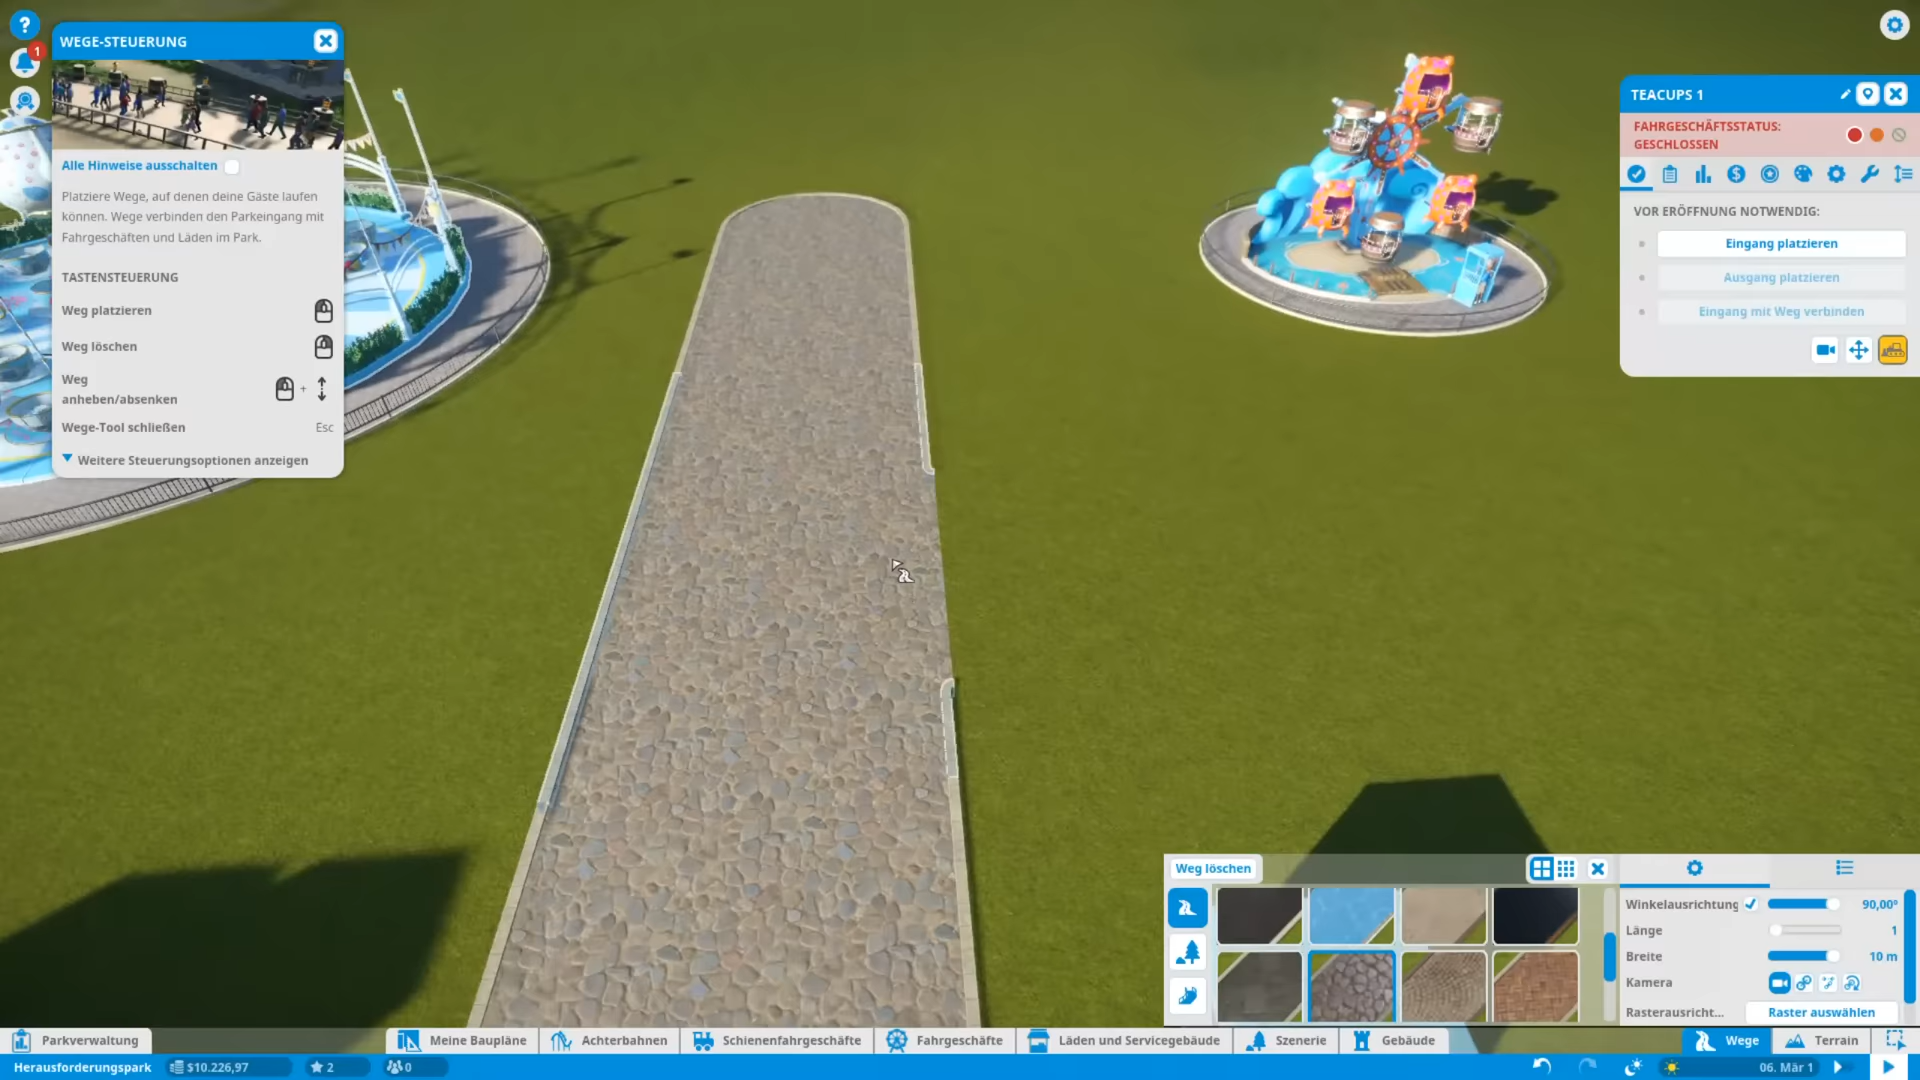 ?
1
WEGE-STEUERUNG
Alle Hinweise ausschalten
Platziere Wege, auf denen deine Gäste laufen
können. Wege verbinden den Parkeingang mit
Fahrgeschäften und Läden im Park.
TASTENSTEUERUNG
Weg platzieren
Weg löschen
Weg
anheben/absenken
+
Wege-Tool schließen
Esc
Weitere Steuerungsoptionen anzeigen
TEACUPS 1
FAHRGESCHÄFTSSTATUS:
GESCHLOSSEN
VOR ERÖFFNUNG NOTWENDIG:
Eingang platzieren
Ausgang platzieren
Eingang mit Weg verbinden
Weg löschen
Winkelausrichtung
90,00°
Länge
1
Breite
10 m
Kamera
Rasterausricht...
Raster auswählen
Parkverwaltung
Meine Baupläne
Achterbahnen
Schienenfahrgeschäfte
Fahrgeschäfte
Läden und Servicegebäude
Szenerie
Gebäude
Wege
Terrain
Herausforderungspark
$10.226,97
2
0
06. Mär 1